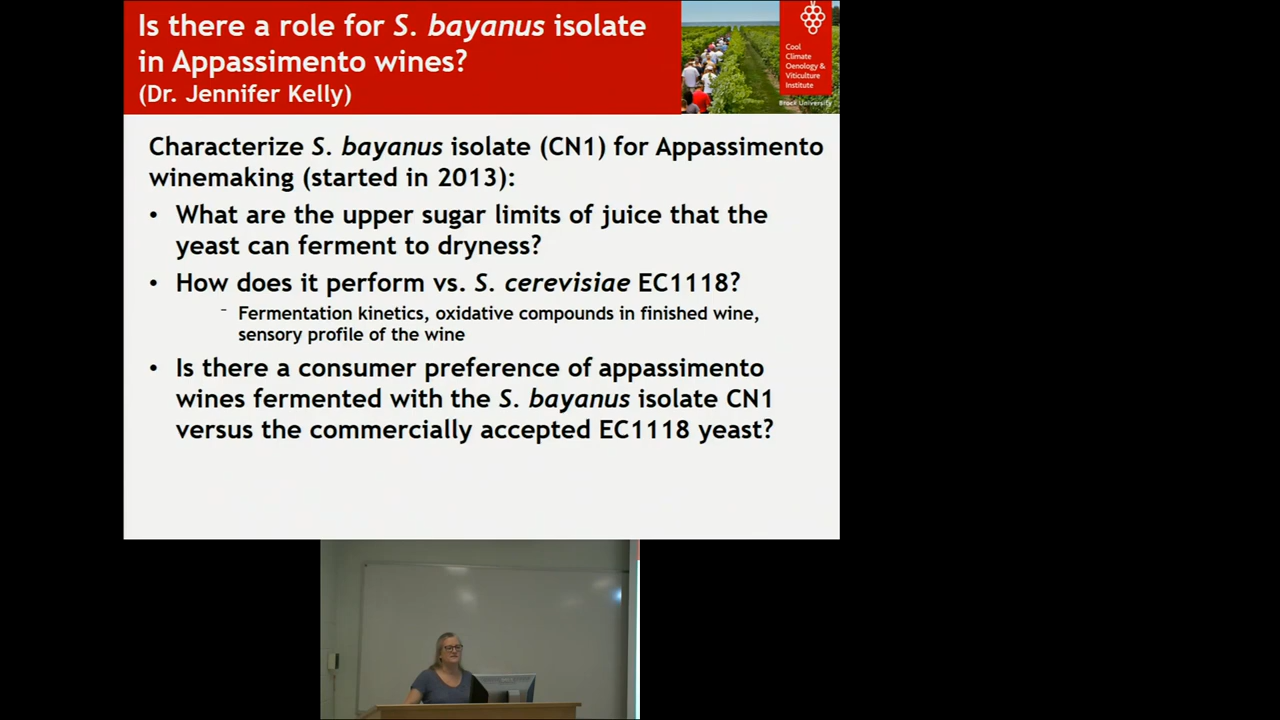 Is there a role for S. bayanus isolate
in Appassimento wines?
(Dr. Jennifer Kelly)
Cool
Climate
Oenology &
Viticulture
Institute
Brock University
Characterize S. bayanus isolate (CN1) for Appassimento
winemaking (started in 2013):
• What are the upper sugar limits of juice that the
yeast can ferment to dryness?
• How does it perform vs. S. cerevisiae EC1118?
- Fermentation kinetics, oxidative compounds in finished wine,
sensory profile of the wine
• Is there a consumer preference of appassimento
wines fermented with the S. bayanus isolate CN1
versus the commercially accepted EC1118 yeast?